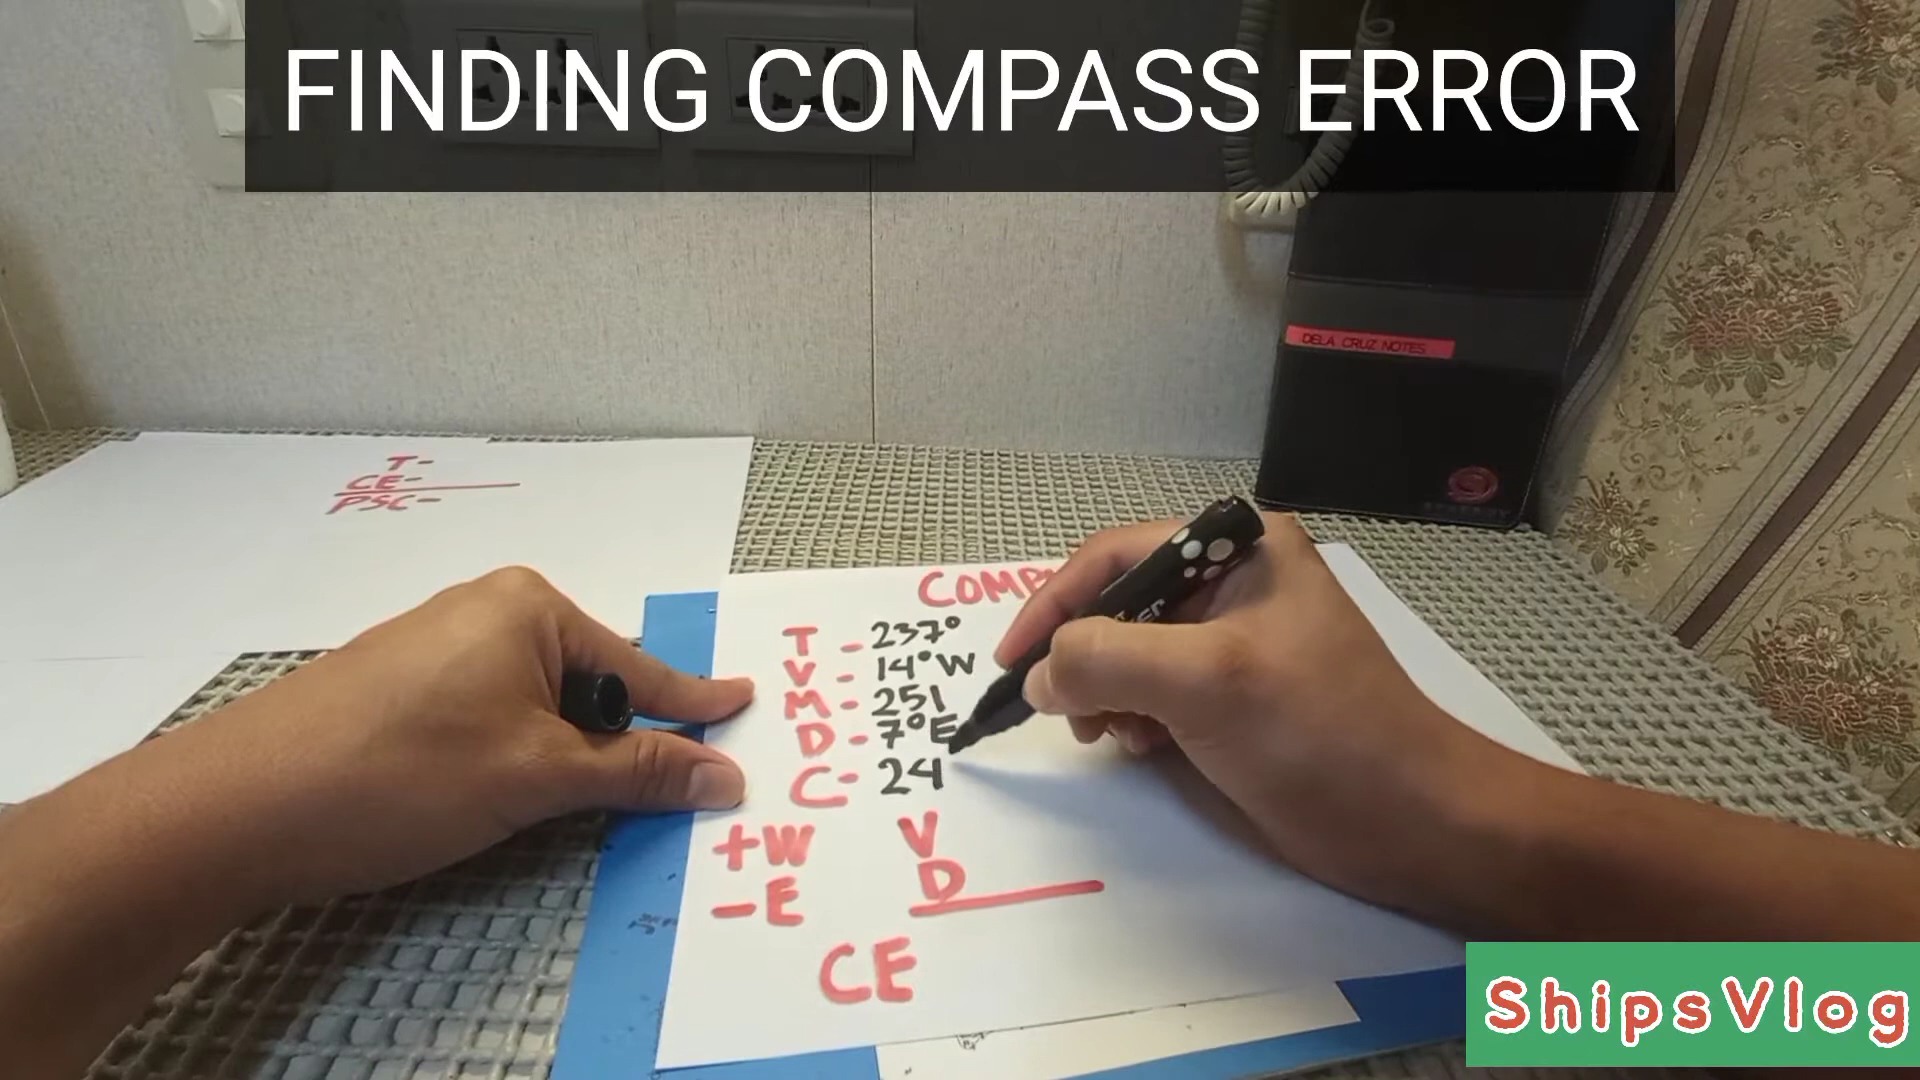 FINDING COMPASS ERROR
DELA CRUZ NOTES
T-
CE-
PSC-
COMP
T - 237°
V - 14°W
M - 251
D - 7°E
C - 24
+W
-E
V
D
CE
ShipsVlog